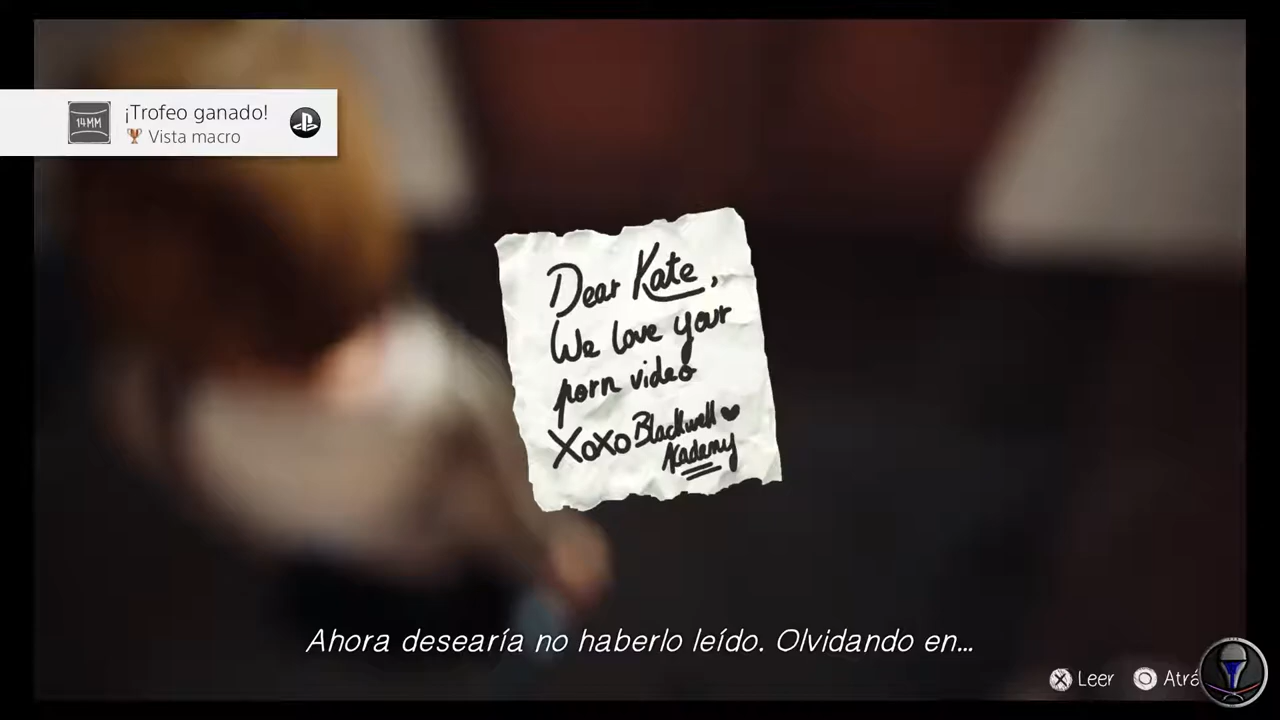 14MM
¡Trofeo ganado!
Vista macro
Dear Kate,
We love your
porn video
XoXo Blackwell
Academy
Ahora desearía no haberlo leído. Olvidando en...
Leer
Atrá